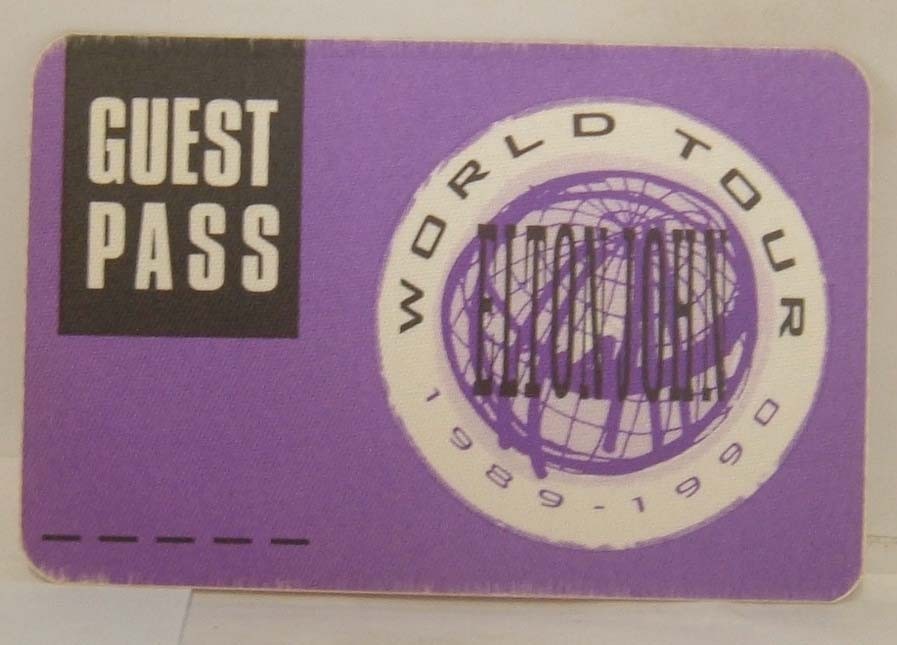 GUEST
PASS
WORLD TOUR
ELTON JOHN
1989-1990